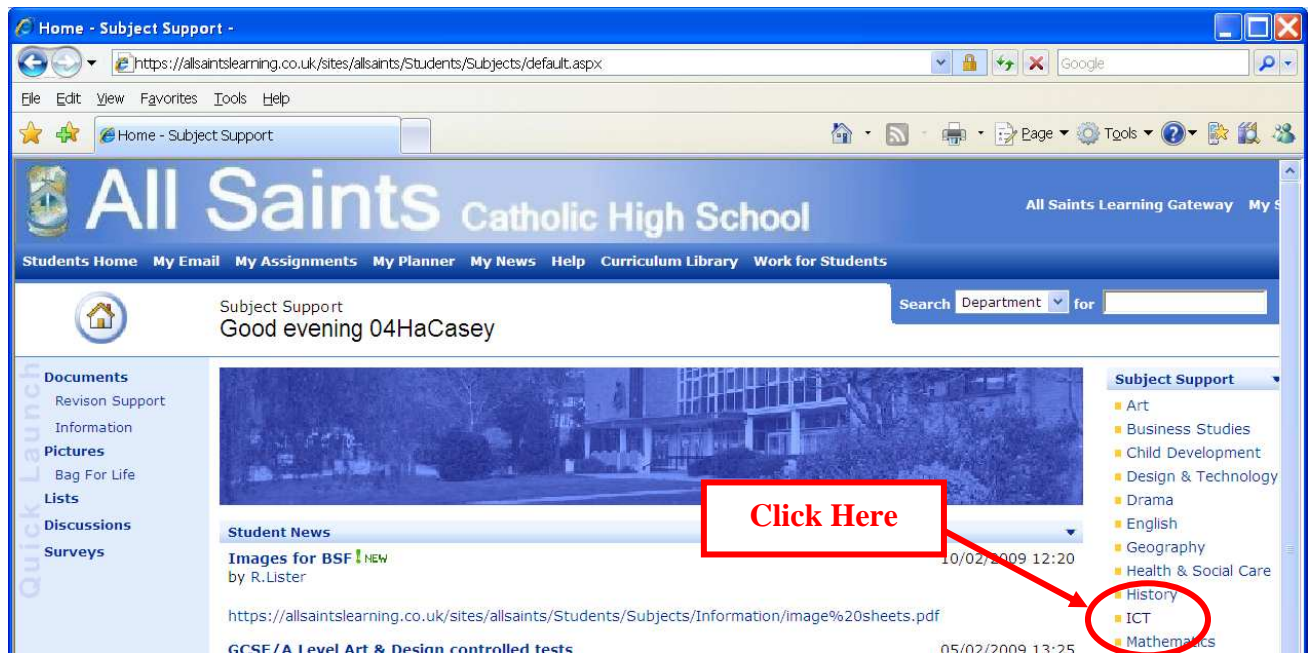 Home - Subject Support -
https://allsaintslearning.co.uk/sites/allsaints/Students/Subjects/default.aspx
Google
File Edit View Favorites Tools Help
Home - Subject Support
Page Tools
All Saints Catholic High School
All Saints Learning Gateway My S
Students Home My Email My Assignments My Planner My News Help Curriculum Library Work for Students
Subject Support
Good evening 04HaCasey
Search Department for
Quick Launch
Documents
Revison Support
Information
Pictures
Bag For Life
Lists
Discussions
Surveys
Student News
Images for BSF ! NEW
10/02/2009 12:20
by R.Lister
https://allsaintslearning.co.uk/sites/allsaints/Students/Subjects/Information/image%20sheets.pdf
GCSE/A Level Art & Design controlled tests
05/02/2009 13:25
Click Here
Subject Support
Art
Business Studies
Child Development
Design & Technology
Drama
English
Geography
Health & Social Care
History
ICT
Mathematics